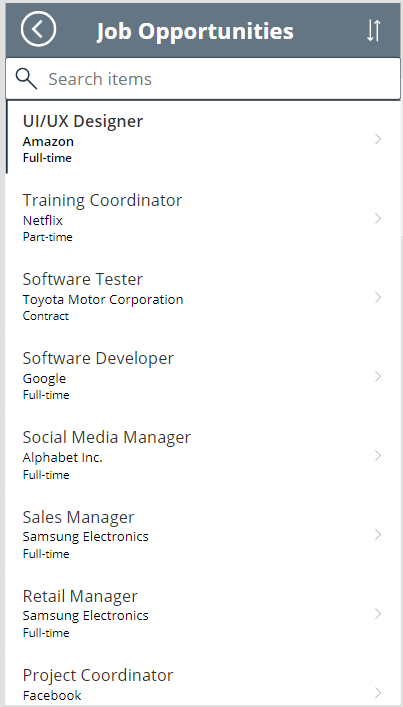 Job Opportunities
Search items
UI/UX Designer
Amazon
Full-time
Training Coordinator
Netflix
Part-time
Software Tester
Toyota Motor Corporation
Contract
Software Developer
Google
Full-time
Social Media Manager
Alphabet Inc.
Full-time
Sales Manager
Samsung Electronics
Full-time
Retail Manager
Samsung Electronics
Full-time
Project Coordinator
Facebook